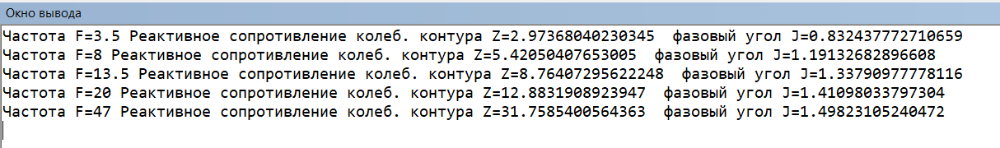 Окно вывода
Частота F=3.5 Реактивное сопротивление колеб. контура Z=2.97368040230345  фазовый угол J=0.832437772710659
Частота F=8 Реактивное сопротивление колеб. контура Z=5.42050407653005  фазовый угол J=1.19132682896608
Частота F=13.5 Реактивное сопротивление колеб. контура Z=8.76407295622248  фазовый угол J=1.33790977778116
Частота F=20 Реактивное сопротивление колеб. контура Z=12.8831908923947  фазовый угол J=1.41098033797304
Частота F=47 Реактивное сопротивление колеб. контура Z=31.7585400564363  фазовый угол J=1.49823105240472